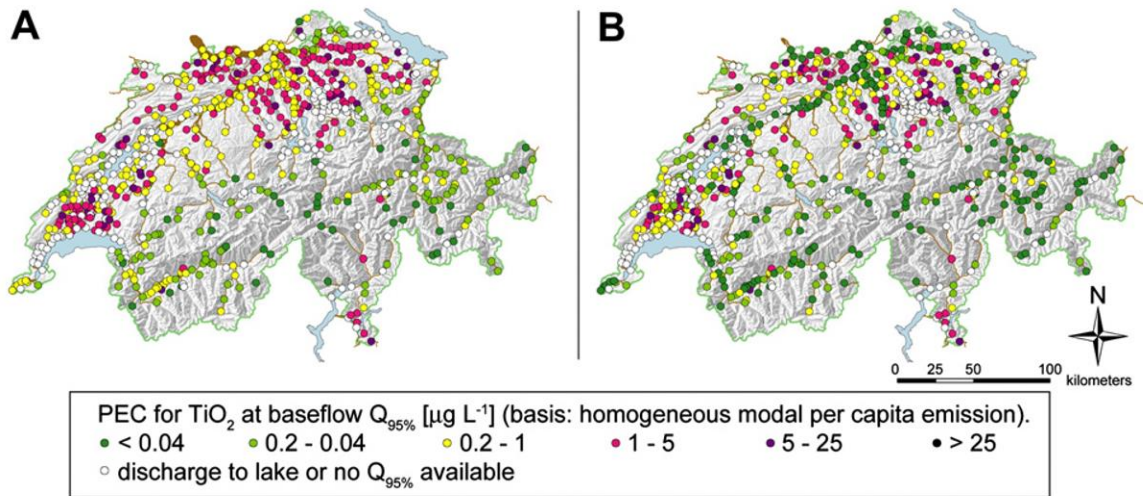 A
B
N
0 25 50 100
kilometers
PEC for TiO₂ at baseflow Q₉₅% [µg L⁻¹] (basis: homogeneous modal per capita emission).
< 0.04 0.2 - 0.04 0.2 - 1 1 - 5 5 - 25 > 25
discharge to lake or no Q₉₅% available